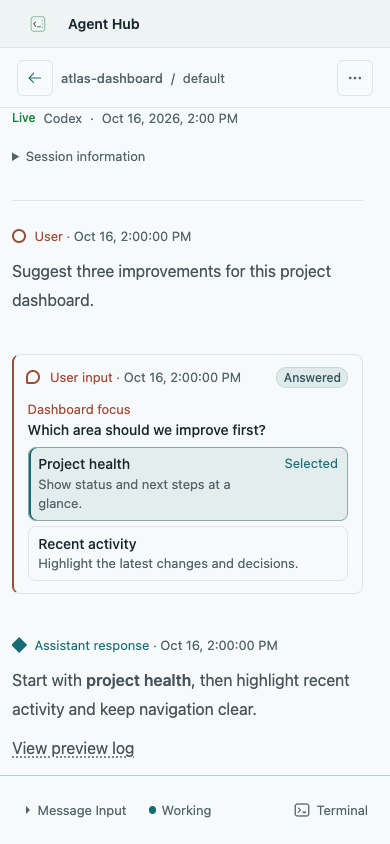 Agent Hub
atlas-dashboard / default
Live Codex · Oct 16, 2026, 2:00 PM
Session information
User · Oct 16, 2:00:00 PM
Suggest three improvements for this project
dashboard.
User input · Oct 16, 2:00:00 PM Answered
Dashboard focus
Which area should we improve first?
Project health Selected
Show status and next steps at a
glance.
Recent activity
Highlight the latest changes and decisions.
Assistant response · Oct 16, 2:00:00 PM
Start with project health, then highlight recent
activity and keep navigation clear.
View preview log
Message Input Working Terminal